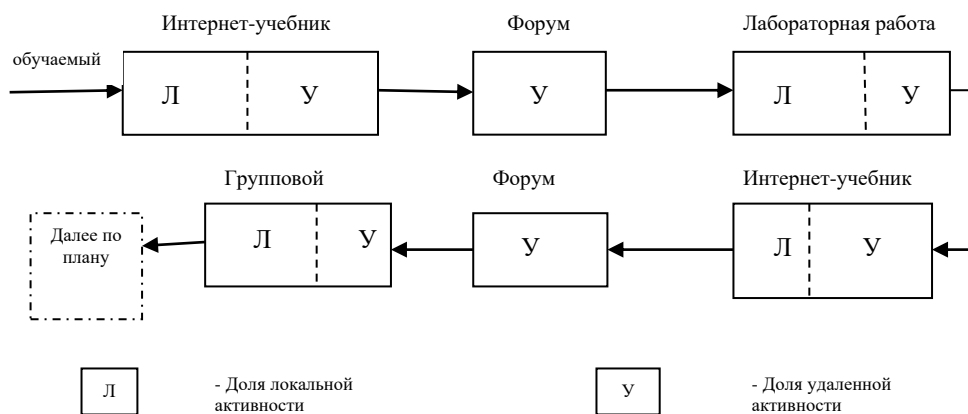 Интернет-учебник
Форум
Лабораторная работа
обучаемый
Л У
У
Л У
Групповой
Форум
Интернет-учебник
Далее по
плану
Л У
У
Л У
Л
- Доля локальной
активности
У
- Доля удаленной
активности